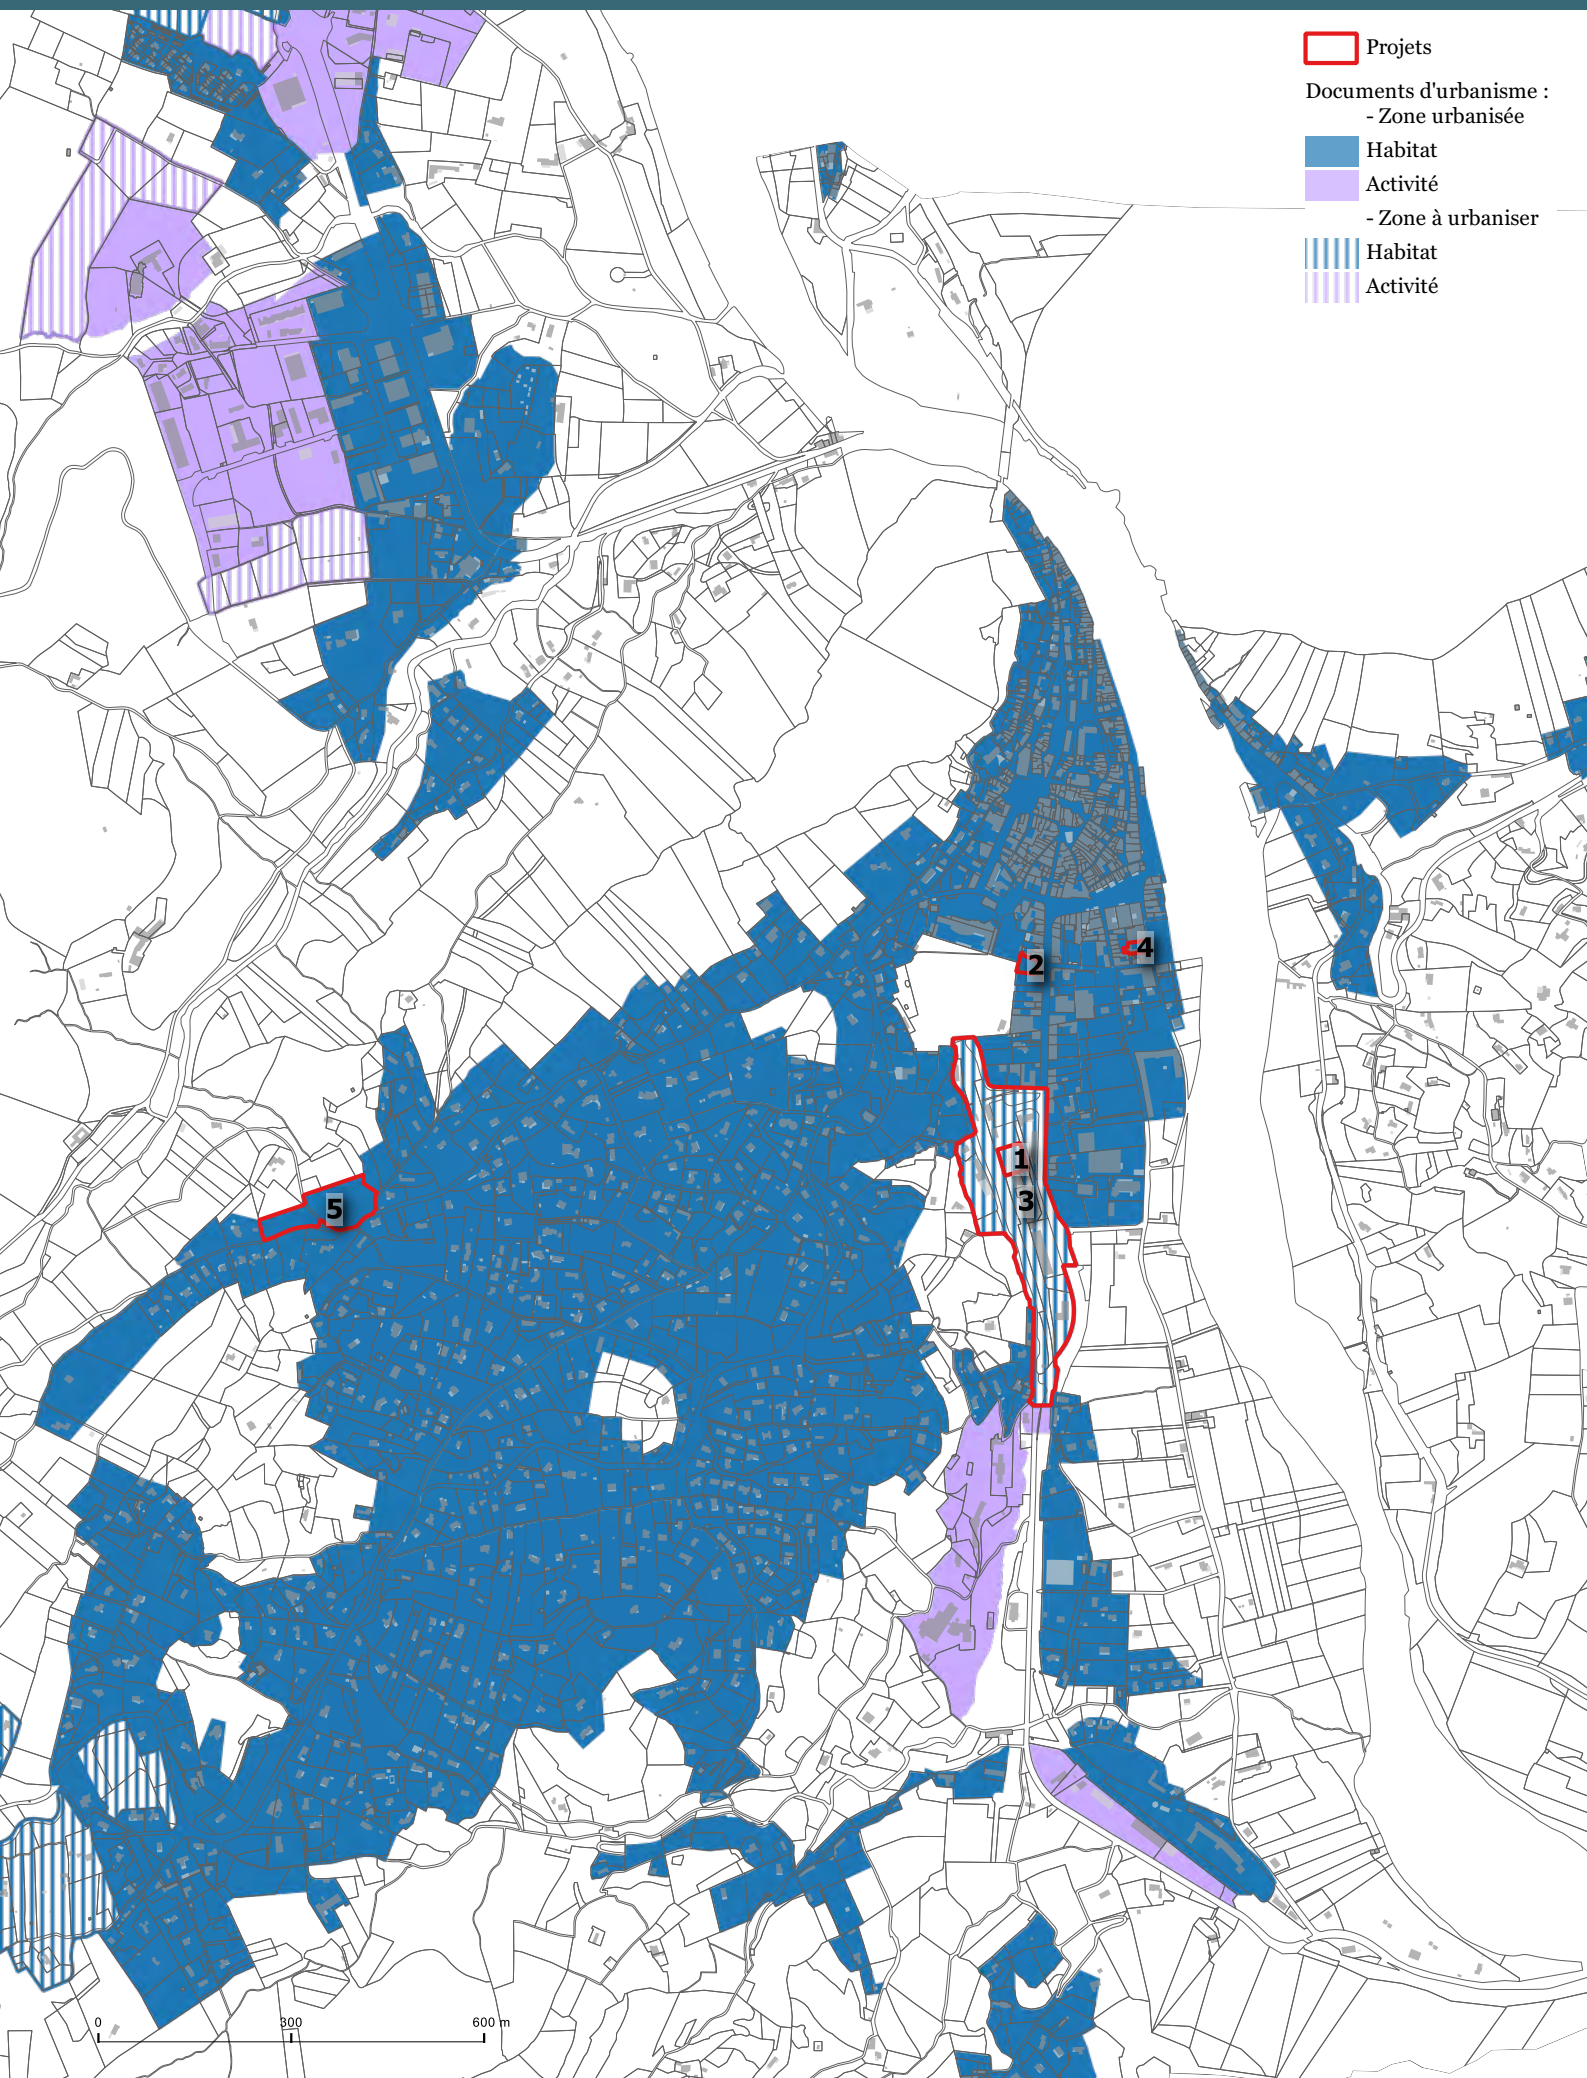 Projets
Documents d'urbanisme :
- Zone urbanisée
Habitat
Activité
- Zone à urbaniser
Habitat
Activité
4
2
1
3
5
0 300 600 m